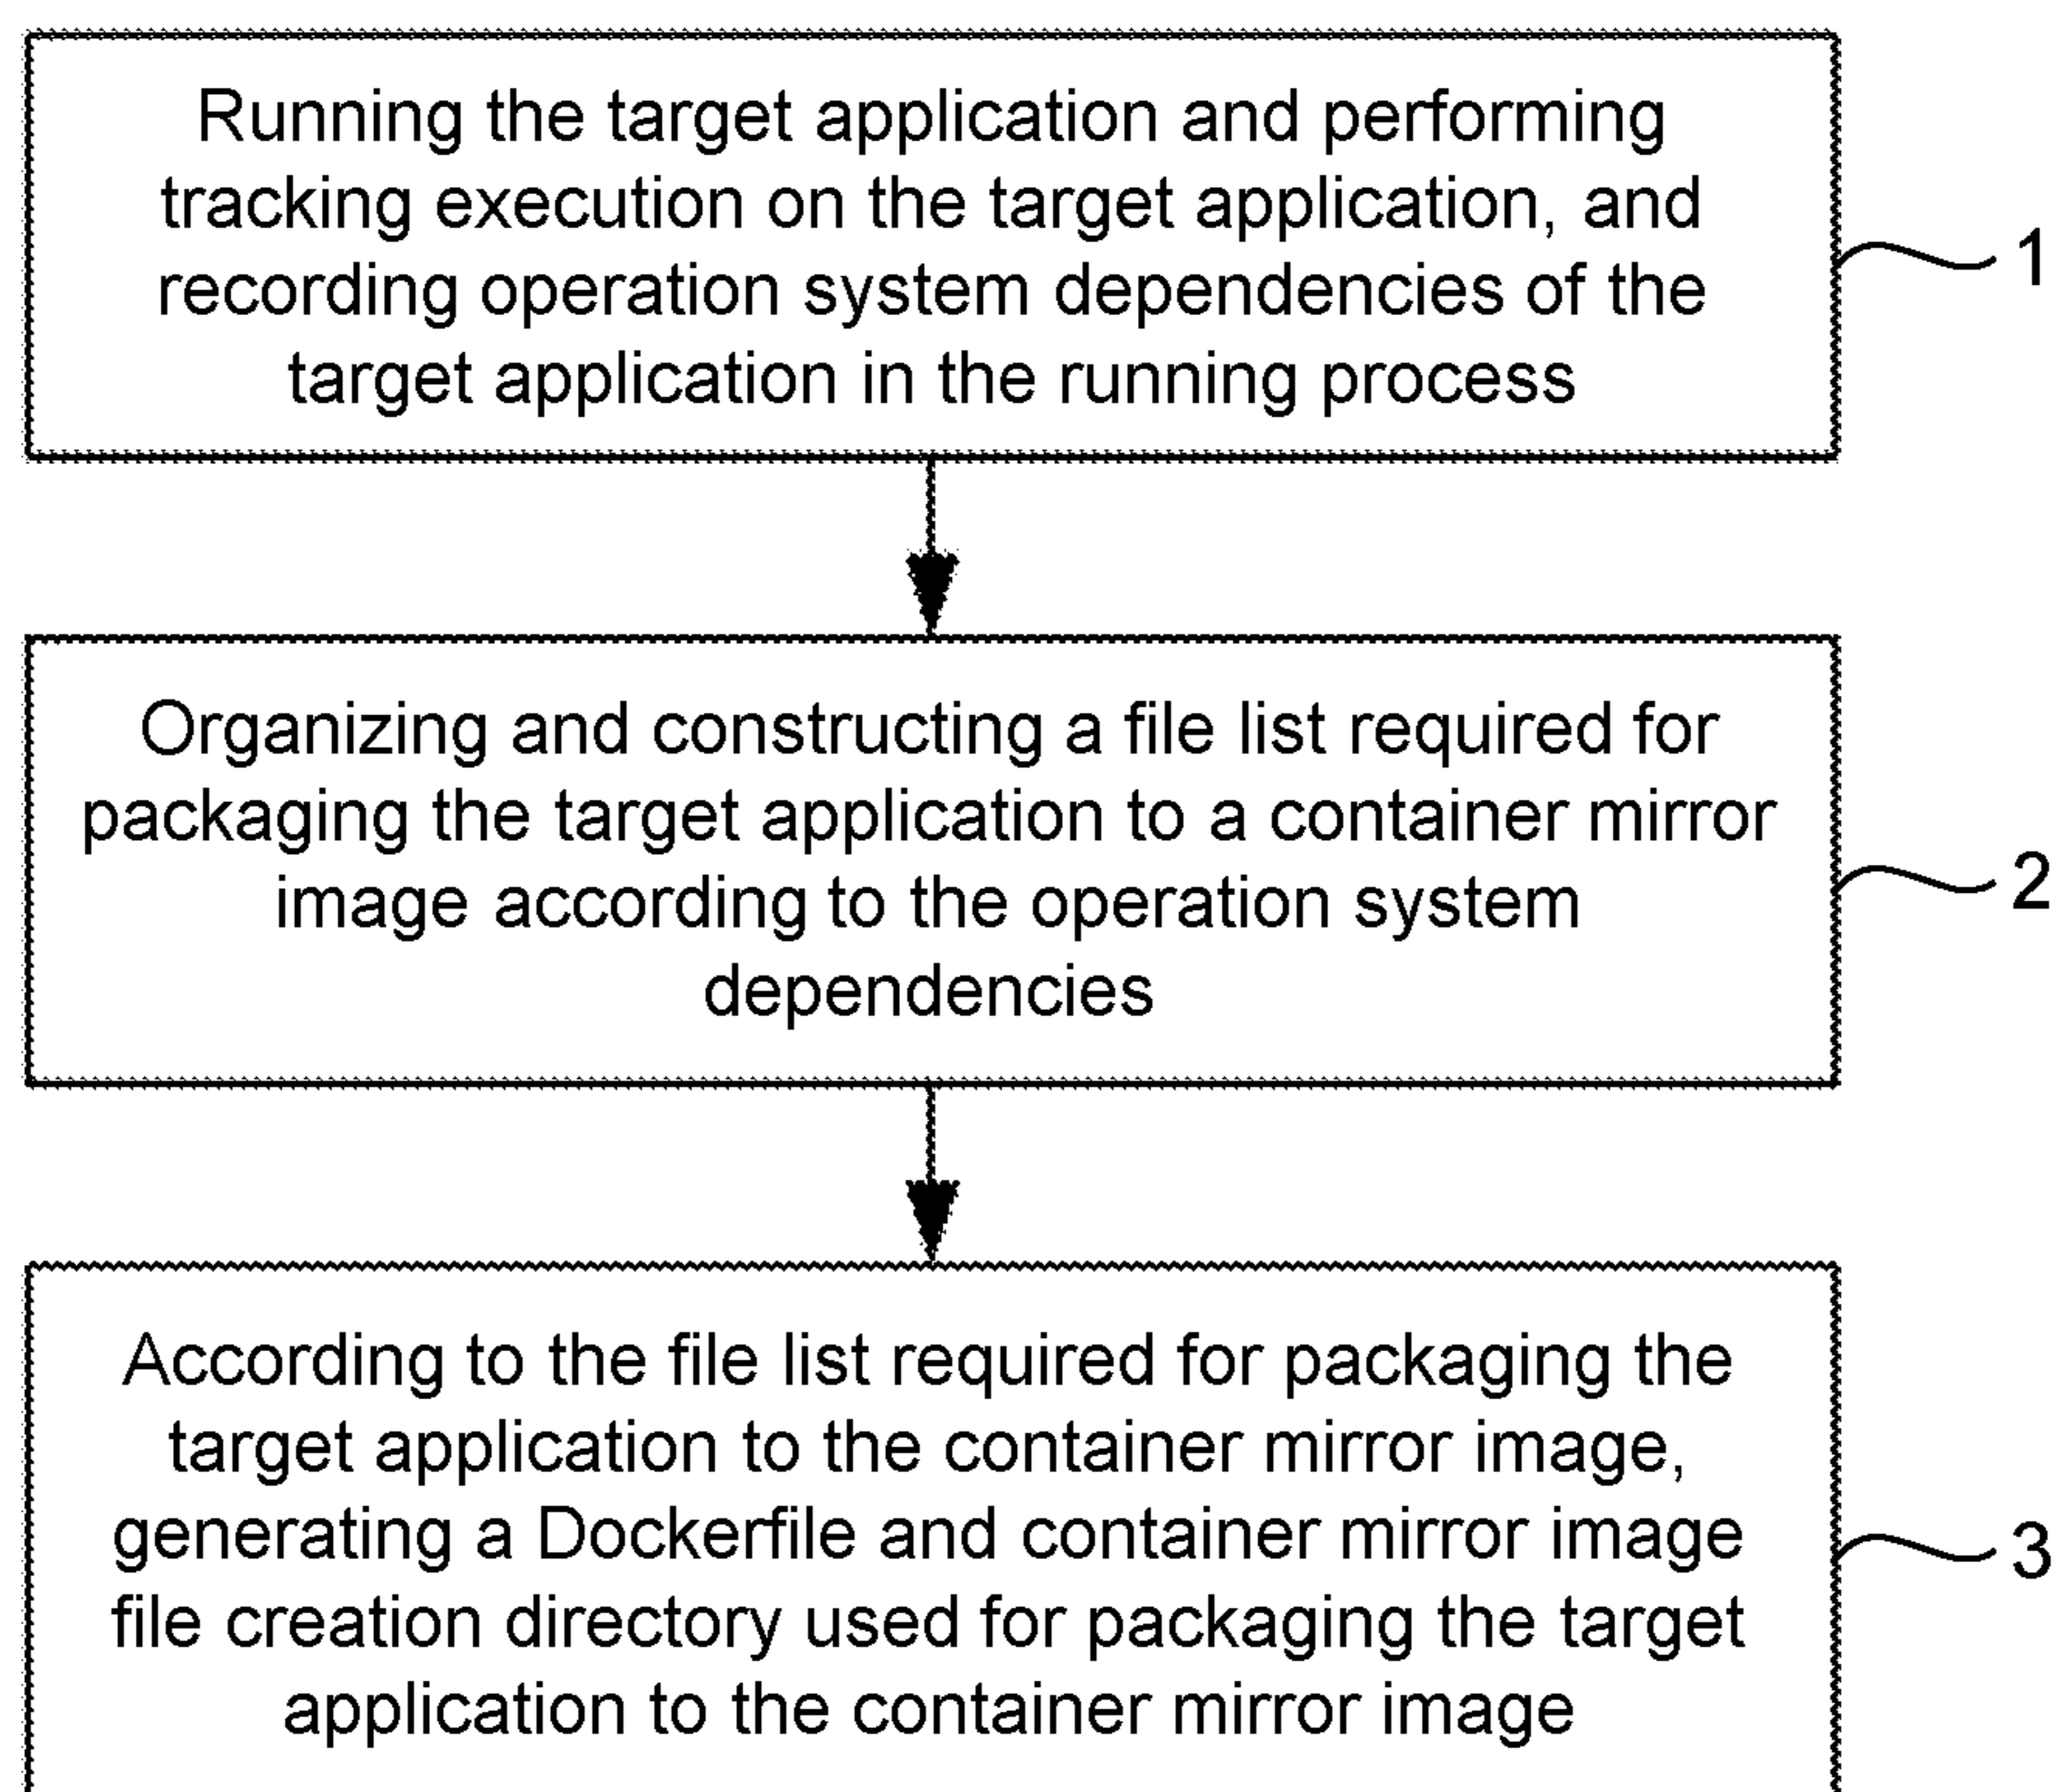 Running the target application and performing
tracking execution on the target application, and
recording operation system dependencies of the
target application in the running process
1
Organizing and constructing a file list required for
packaging the target application to a container mirror
image according to the operation system
dependencies
2
According to the file list required for packaging the
target application to the container mirror image,
generating a Dockerfile and container mirror image
file creation directory used for packaging the target
application to the container mirror image
3